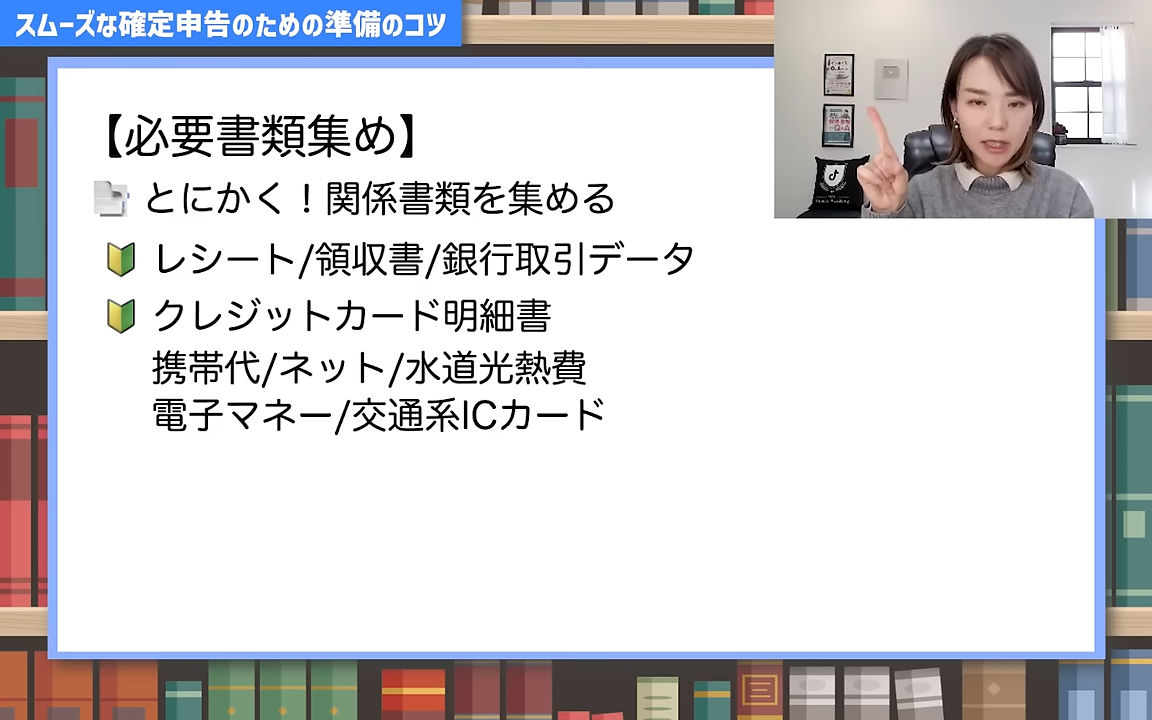 スムーズな確定申告のための準備のコツ
【必要書類集め】
とにかく!関係書類を集める
レシート/領収書/銀行取引データ
クレジットカード明細書
携帯代/ネット/水道光熱費
電子マネー/交通系ICカード